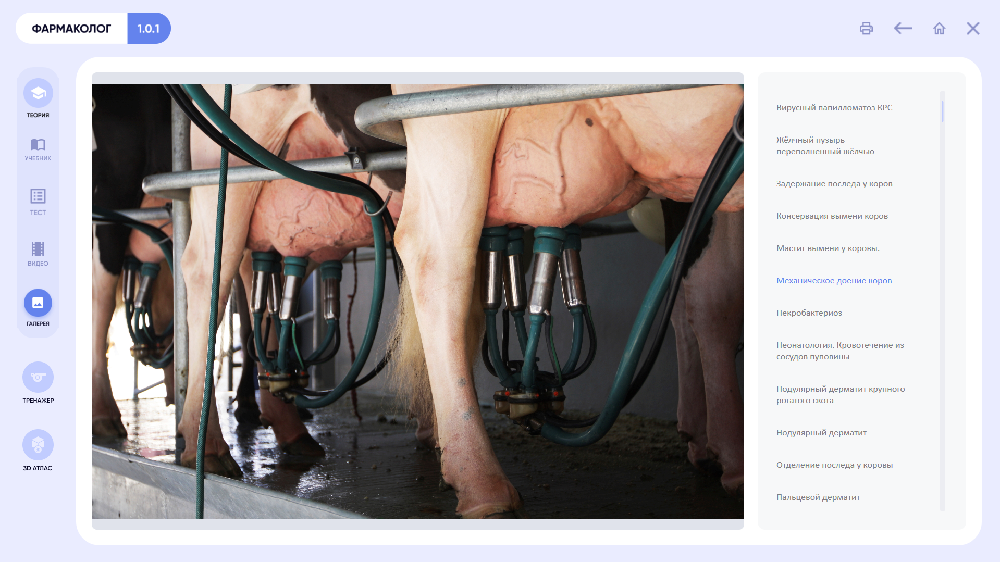 ФАРМАКОЛОГ 1.0.1
ТЕОРИЯ
УЧЕБНИК
ТЕСТ
ВИДЕО
ГАЛЕРЕЯ
ТРЕНАЖЕР
3D
3D АТЛАС
Вирусный папилломатоз КРС
Жёлчный пузырь
переполненный жёлчью
Задержание последа у коров
Консервация вымени коров
Мастит вымени у коровы.
Механическое доение коров
Некробактериоз
Неонатология. Кровотечение из
сосудов пуповины
Нодулярный дерматит крупного
рогатого скота
Нодулярный дерматит
Отделение последа у коровы
Пальцевой дерматит